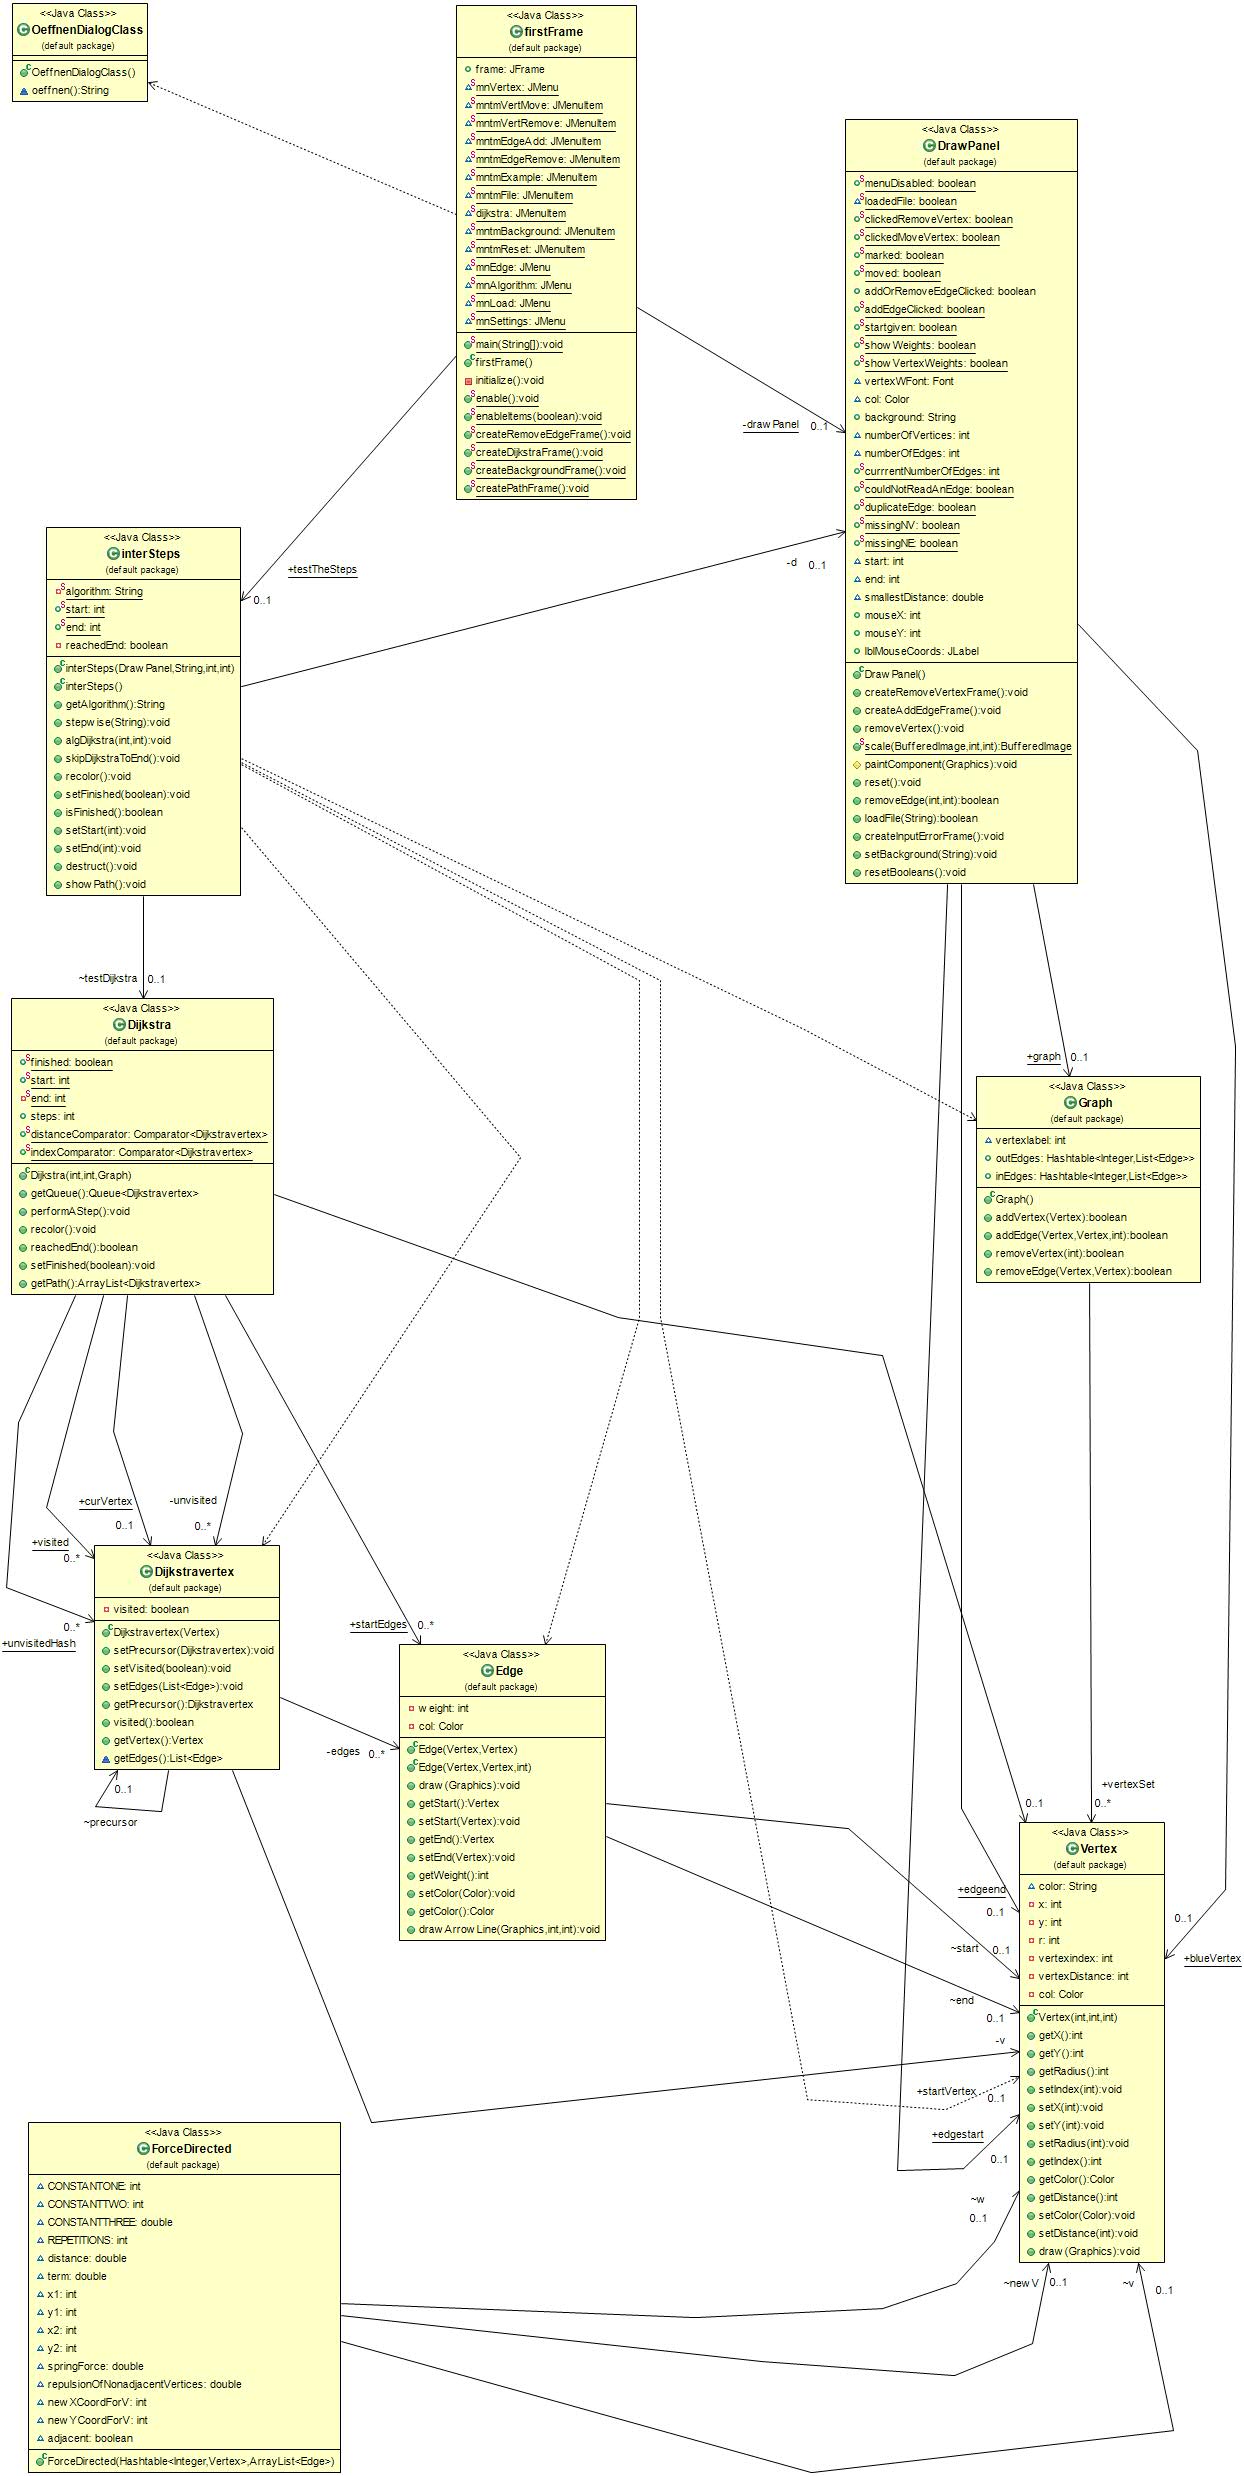 <<Java Class>>
OeffnenDialogClass
(default package)
OeffnenDialogClass()
oeffnen():String
<<Java Class>>
firstFrame
(default package)
frame: JFrame
mnVertex: JMenu
mntmVertMove: JMenuItem
mntmVertRemove: JMenuItem
mntmEdgeAdd: JMenuItem
mntmEdgeRemove: JMenuItem
mntmExample: JMenuItem
mntmFile: JMenuItem
dijkstra: JMenuItem
mntmBackground: JMenuItem
mntmReset: JMenuItem
mnEdge: JMenu
mnAlgorithm: JMenu
mnLoad: JMenu
mnSettings: JMenu
main(String[]):void
firstFrame()
initialize():void
enable():void
enableItems(boolean):void
createRemoveEdgeFrame():void
createDijkstraFrame():void
createBackgroundFrame():void
createPathFrame():void
<<Java Class>>
DrawPanel
(default package)
menuDisabled: boolean
loadedFile: boolean
clickedRemoveVertex: boolean
clickedMoveVertex: boolean
marked: boolean
moved: boolean
addOrRemoveEdgeClicked: boolean
addEdgeClicked: boolean
startgiven: boolean
showWeights: boolean
showVertexWeights: boolean
vertexWFont: Font
col: Color
background: String
numberOfVertices: int
numberOfEdges: int
currrentNumberOfEdges: int
couldNotReadAnEdge: boolean
duplicateEdge: boolean
missingNV: boolean
missingNE: boolean
start: int
end: int
smallestDistance: double
mouseX: int
mouseY: int
lblMouseCoords: JLabel
DrawPanel()
createRemoveVertexFrame():void
createAddEdgeFrame():void
removeVertex():void
scale(BufferedImage,int,int):BufferedImage
paintComponent(Graphics):void
reset():void
removeEdge(int,int):boolean
loadFile(String):boolean
createInputErrorFrame():void
setBackground(String):void
resetBooleans():void
-drawPanel 0..1
+testTheSteps
0..1
-d 0..1
<<Java Class>>
interSteps
(default package)
algorithm: String
start: int
end: int
reachedEnd: boolean
interSteps(DrawPanel,String,int,int)
interSteps()
getAlgorithm():String
stepwise(String):void
algDijkstra(int,int):void
skipDijkstraToEnd():void
recolor():void
setFinished(boolean):void
isFinished():boolean
setStart(int):void
setEnd(int):void
destruct():void
showPath():void
~testDijkstra 0..1
<<Java Class>>
Dijkstra
(default package)
finished: boolean
start: int
end: int
steps: int
distanceComparator: Comparator<Dijkstravertex>
indexComparator: Comparator<Dijkstravertex>
Dijkstra(int,int,Graph)
getQueue():Queue<Dijkstravertex>
performAStep():void
recolor():void
reachedEnd():boolean
setFinished(boolean):void
getPath():ArrayList<Dijkstravertex>
+graph 0..1
<<Java Class>>
Graph
(default package)
vertexlabel: int
outEdges: Hashtable<Integer,List<Edge>>
inEdges: Hashtable<Integer,List<Edge>>
Graph()
addVertex(Vertex):boolean
addEdge(Vertex,Vertex,int):boolean
removeVertex(int):boolean
removeEdge(Vertex,Vertex):boolean
+curVertex
0..1
-unvisited
0..*
+visited
0..*
0..*
+unvisitedHash
<<Java Class>>
Dijkstravertex
(default package)
visited: boolean
Dijkstravertex(Vertex)
setPrecursor(Dijkstravertex):void
setVisited(boolean):void
setEdges(List<Edge>):void
getPrecursor():Dijkstravertex
visited():boolean
getVertex():Vertex
getEdges():List<Edge>
0..1
~precursor
+startEdges 0..*
-edges 0..*
<<Java Class>>
Edge
(default package)
weight: int
col: Color
Edge(Vertex,Vertex)
Edge(Vertex,Vertex,int)
draw(Graphics):void
getStart():Vertex
setStart(Vertex):void
getEnd():Vertex
setEnd(Vertex):void
getWeight():int
setColor(Color):void
getColor():Color
drawArrowLine(Graphics,int,int):void
+vertexSet
0..1
0..*
<<Java Class>>
Vertex
(default package)
color: String
x: int
y: int
r: int
vertexindex: int
vertexDistance: int
col: Color
Vertex(int,int,int)
getX():int
getY():int
getRadius():int
setIndex(int):void
setX(int):void
setY(int):void
setRadius(int):void
getIndex():int
getColor():Color
getDistance():int
setColor(Color):void
setDistance(int):void
draw(Graphics):void
+edgeend
0..1
0..1
+blueVertex
~start 0..1
~end
0..1
-v
+startVertex
0..1
+edgestart
0..1
~w
0..1
~newV 0..1
~v
0..1
<<Java Class>>
ForceDirected
(default package)
CONSTANTONE: int
CONSTANTTWO: int
CONSTANTTHREE: double
REPETITIONS: int
distance: double
term: double
x1: int
y1: int
x2: int
y2: int
springForce: double
repulsionOfNonadjacentVertices: double
newXCoordForV: int
newYCoordForV: int
adjacent: boolean
ForceDirected(Hashtable<Integer,Vertex>,ArrayList<Edge>)